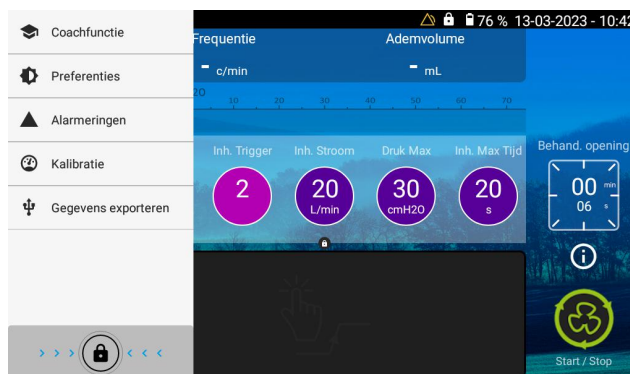 76 % 13-03-2023 - 10:42
Coachfunctie
Preferenties
Alarmeringen
Kalibratie
Gegevens exporteren
> > > < < <
Frequentie Ademvolume
- c/min - mL
20 10 20 30 40 50 60 70
Inh. Trigger Inh. Stroom Druk Max Inh. Max Tijd
2 20 30 20
L/min cmH2O s
Behand. opening
00 min
06 s
Start / Stop